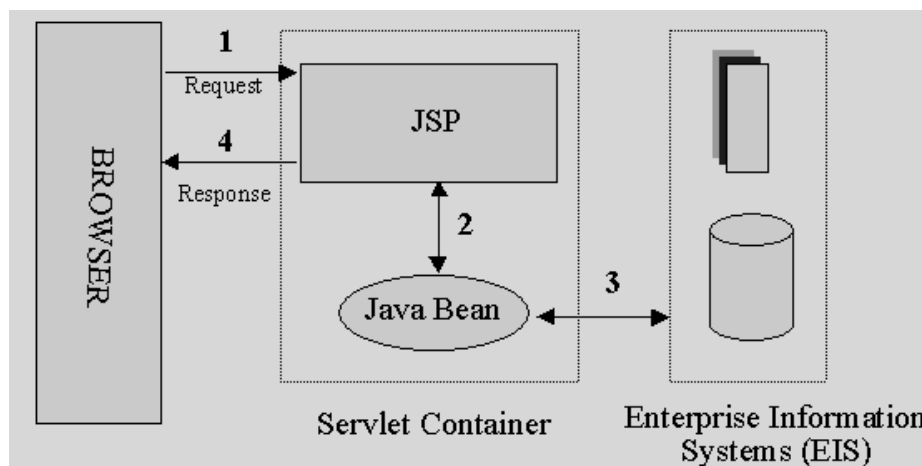 1
Request
4
Response
BROWSER
JSP
2
Java Bean
3
Servlet Container
Enterprise Information
Systems (EIS)